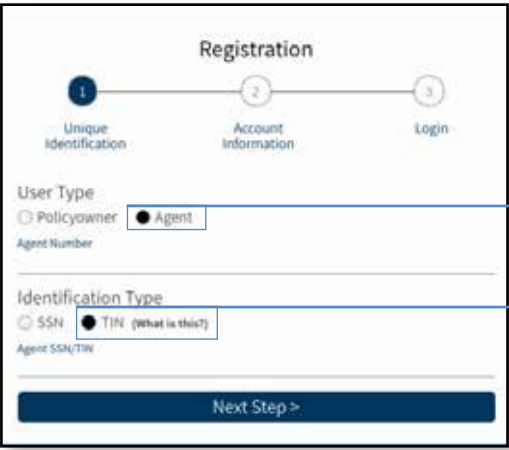 Registration
1 2 3
Unique Identification
Account Information
Login
User Type
Policyowner Agent
Agent Number
Identification Type
SSN TIN (What is this?)
Agent SSN/TIN
Next Step >